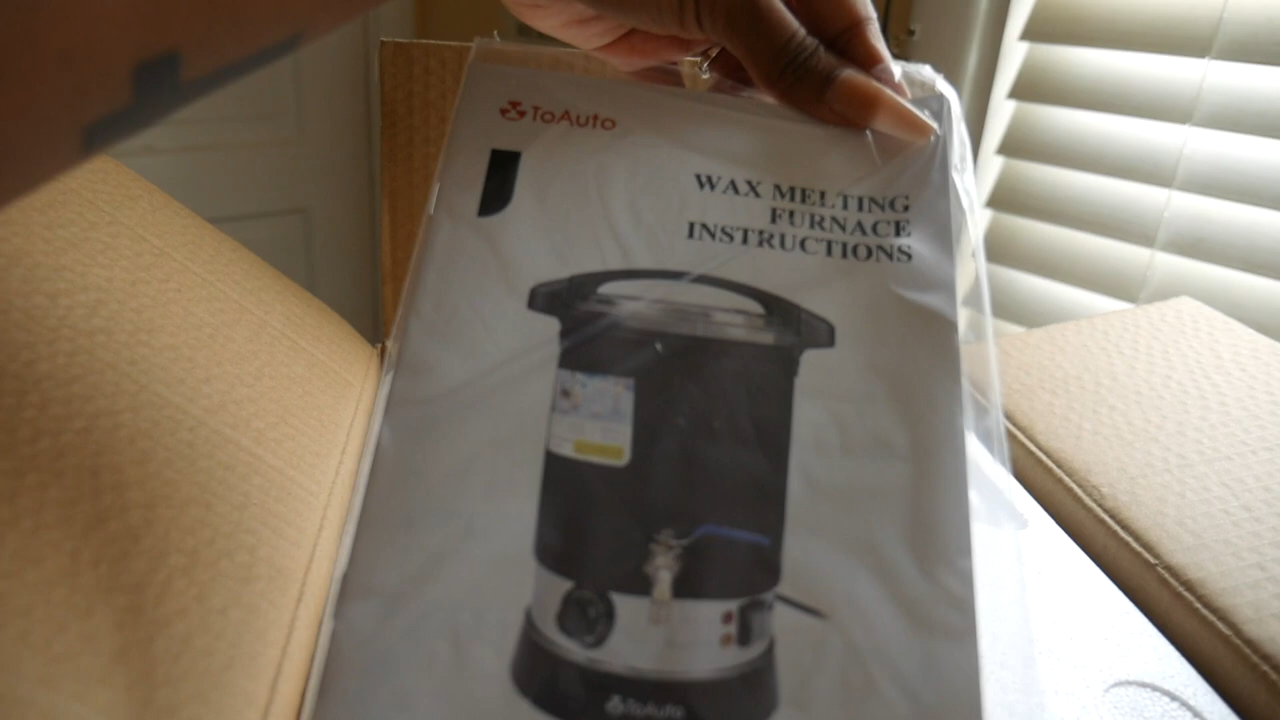 ToAuto
WAX MELTING
FURNACE
INSTRUCTIONS
ToAuto